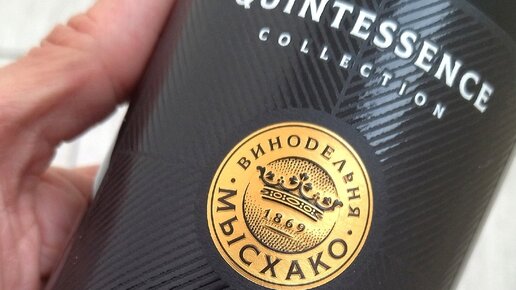 QUINTESSENCE
COLLECTION
ВИНОДЕЛЬНЯ
1869
МЫСХАКО